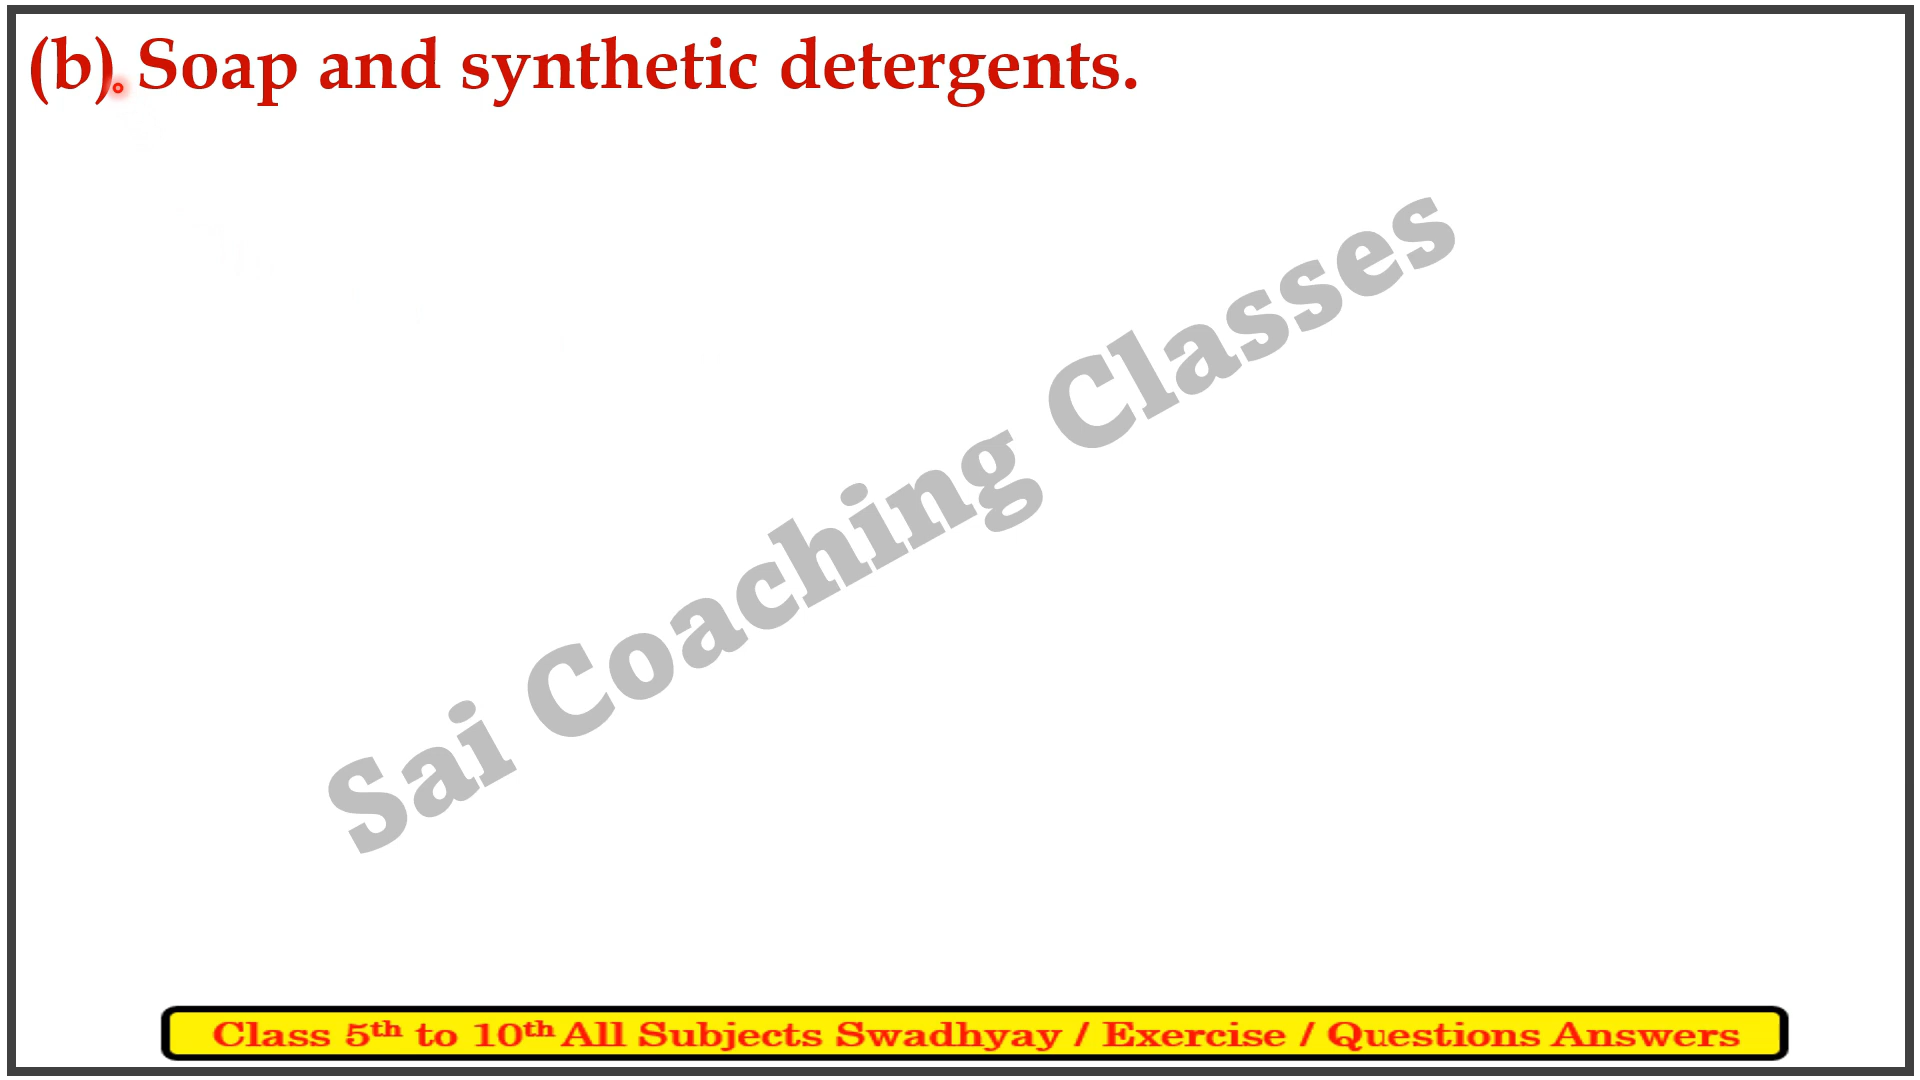 (b). Soap and synthetic detergents.
Sai Coaching Classes
Class 5th to 10th All Subjects Swadhyay / Exercise / Questions Answers